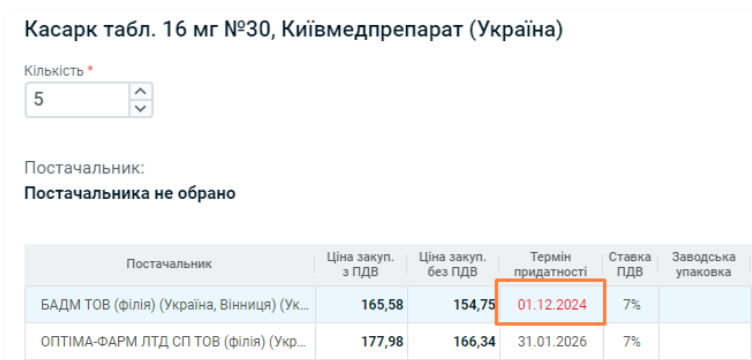 Касарк табл. 16 мг №30, Київмедпрепарат (Україна)
Кількість *
5
Постачальник:
Постачальника не обрано
Постачальник Ціна закуп. з ПДВ Ціна закуп. без ПДВ Термін придатності Ставка ПДВ Заводська упаковка
БАДМ ТОВ (філія) (Україна, Вінниця) (Ук... 165,58 154,75 01.12.2024 7%
ОПТІМА-ФАРМ ЛТД СП ТОВ (філія) (Укр... 177,98 166,34 31.01.2026 7%